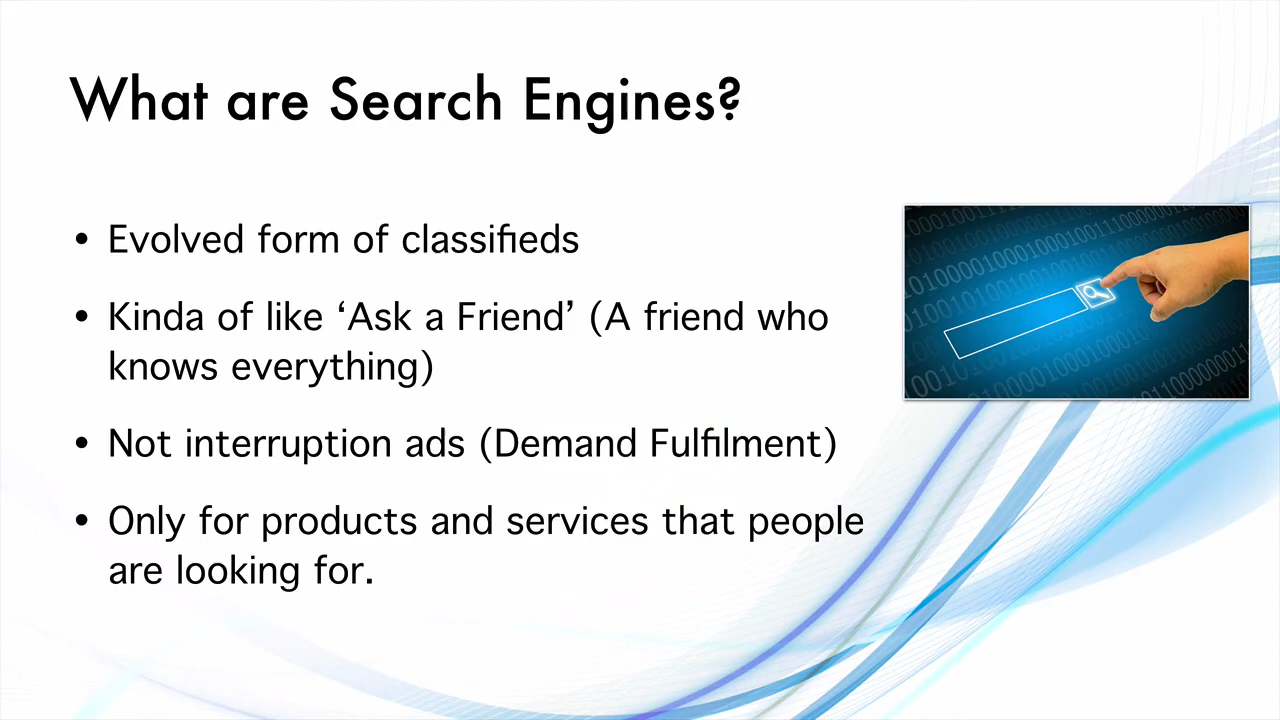 What are Search Engines?
• Evolved form of classifieds
• Kinda of like ‘Ask a Friend’ (A friend who
knows everything)
• Not interruption ads (Demand Fulfilment)
• Only for products and services that people
are looking for.